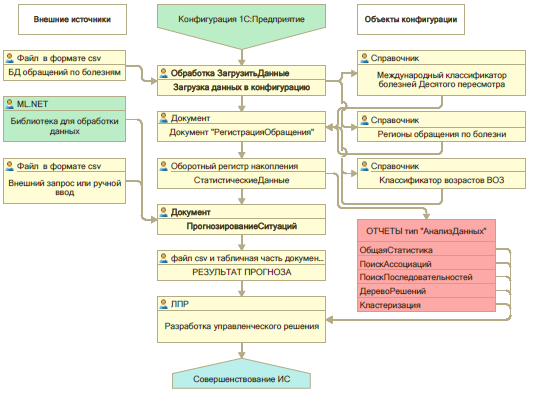 Внешние источники
Конфигурация 1С:Предприятие
Объекты конфигурации
Файл в формате csv
БД обращений по болезням
ML.NET
Библиотека для обработки
данных
Файл в формате csv
Внешний запрос или ручной
ввод
Обработка ЗагрузитьДанные
Загрузка данных в конфигурацию
Документ
Документ "РегистрацияОбращения"
Оборотный регистр накопления
СтатистическиеДанные
Документ
ПрогнозированиеСитуаций
файл csv и табличная часть докумен...
РЕЗУЛЬТАТ ПРОГНОЗА
ЛПР
Разработка управленческого решения
Совершенствование ИС
Справочник
Международный классификатор
болезней Десятого пересмотра
Справочник
Регионы обращения по болезни
Справочник
Классификатор возрастов ВОЗ
ОТЧЕТЫ тип "АнализДанных"
ОбщаяСтатистика
ПоискАссоциаций
ПоискПоследовательностей
ДеревоРешений
Кластеризация